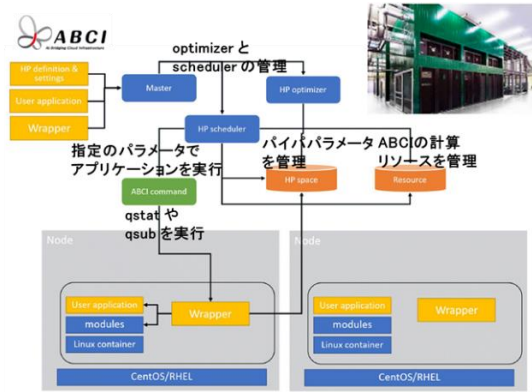 ABCI
AI Bridging Cloud Infrastructure
HP definition &
settings
User application
Wrapper
Master
optimizer と
scheduler の管理
HP optimizer
HP scheduler
指定のパラメータで
アプリケーションを実行
パイパパラメータ
を管理
ABCIの計算
リソースを管理
ABCI command
HP space
Resource
qstat や
qsub を実行
Node
User application
modules
Linux container
Wrapper
CentOS/RHEL
Node
User application
modules
Linux container
Wrapper
CentOS/RHEL